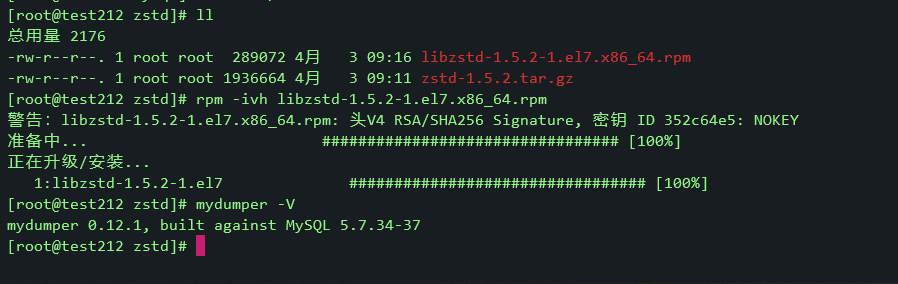 [root@test212 zstd]# ll
总用量 2176
-rw-r--r--. 1 root root  289072 4月   3 09:16 libzstd-1.5.2-1.el7.x86_64.rpm
-rw-r--r--. 1 root root 1936664 4月   3 09:11 zstd-1.5.2.tar.gz
[root@test212 zstd]# rpm -ivh libzstd-1.5.2-1.el7.x86_64.rpm
警告：libzstd-1.5.2-1.el7.x86_64.rpm: 头V4 RSA/SHA256 Signature, 密钥 ID 352c64e5: NOKEY
准备中...                          ################################# [100%]
正在升级/安装...
   1:libzstd-1.5.2-1.el7              ################################# [100%]
[root@test212 zstd]# mydumper -V
mydumper 0.12.1, built against MySQL 5.7.34-37
[root@test212 zstd]#